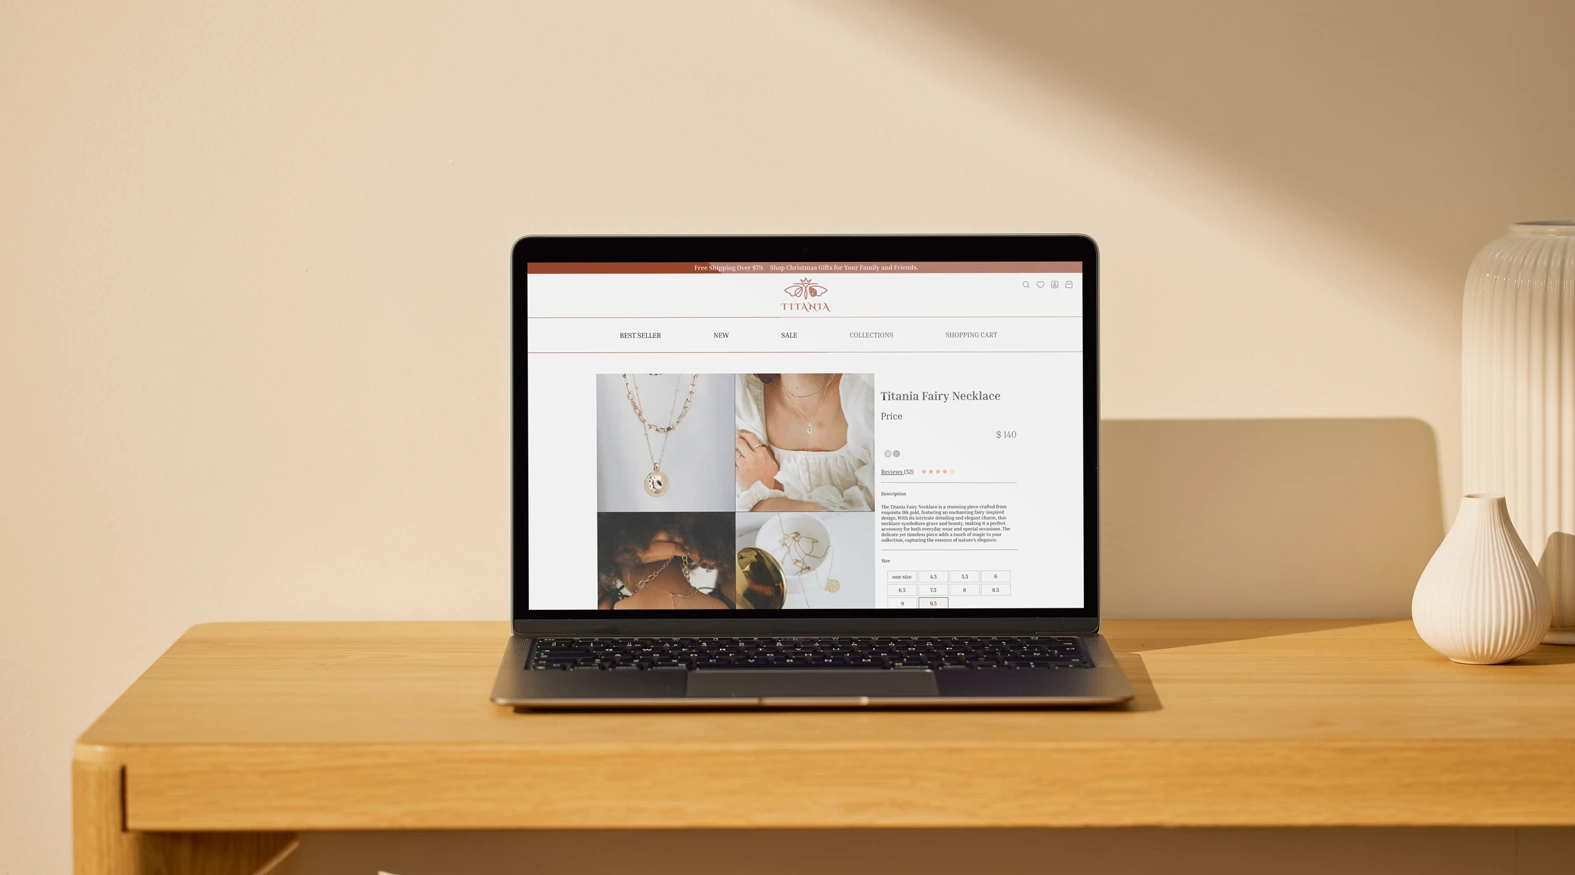 Free Shipping Over $79. Shop Christmas Gifts for Your Family and Friends.
TITANIA
BEST SELLER NEW SALE COLLECTIONS SHOPPING CART
Titania Fairy Necklace
Price
$ 140
Reviews (52)
Description
The Titania Fairy Necklace is a stunning piece crafted from
exquisite gold, featuring an enchanting fairy inspired
design. With its intricate detailing and elegant charm, this
necklace symbolizes grace and beauty, making it a perfect
accessory for both everyday wear and special occasions. The
delicate yet timeless piece adds a touch of magic to your
collection, capturing the essence of nature's elegance.
Size
one size 4.5 5.5 6
6.5 7.5 8 8.5
9 9.5